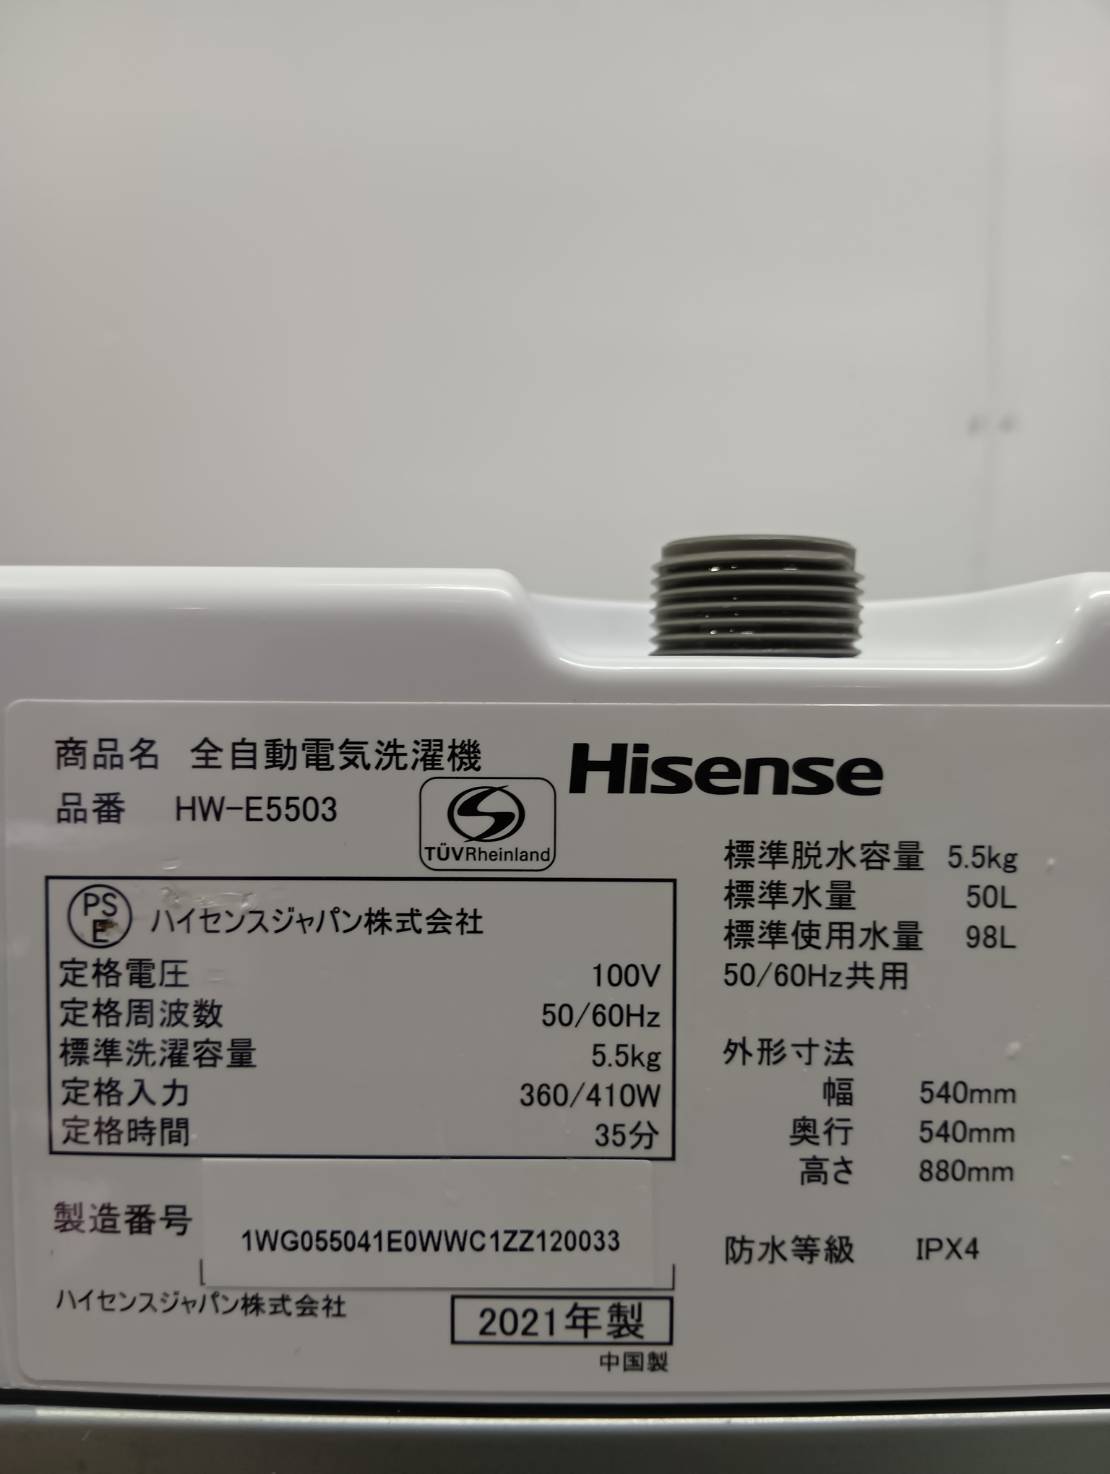 商品名 全自動電気洗濯機
品番 HW-E5503
TÜVRheinland
Hisense
PS
E
ハイセンスジャパン株式会社
定格電圧 100V
定格周波数 50/60Hz
標準洗濯容量 5.5kg
定格入力 360/410W
定格時間 35分
製造番号 1WG055041E0WWC1ZZ120033
ハイセンスジャパン株式会社
2021年製
中国製
標準脱水容量 5.5kg
標準水量 50L
標準使用水量 98L
50/60Hz共用
外形寸法
幅 540mm
奥行 540mm
高さ 880mm
防水等級 IPX4